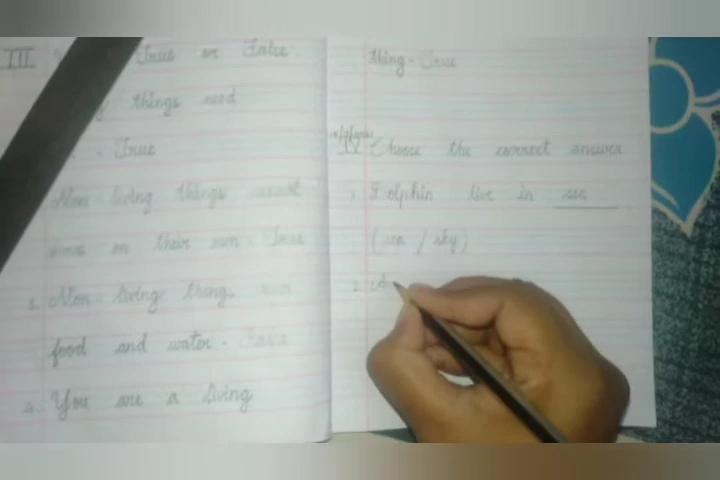 III True or False.
things need
- True
Non living things cannot
move on their own - True
3. Non living things
food and water -
4. You are a living
thing - True
IV Choose the correct answer
1. Dolphin live in sea
(sea / sky)
2.